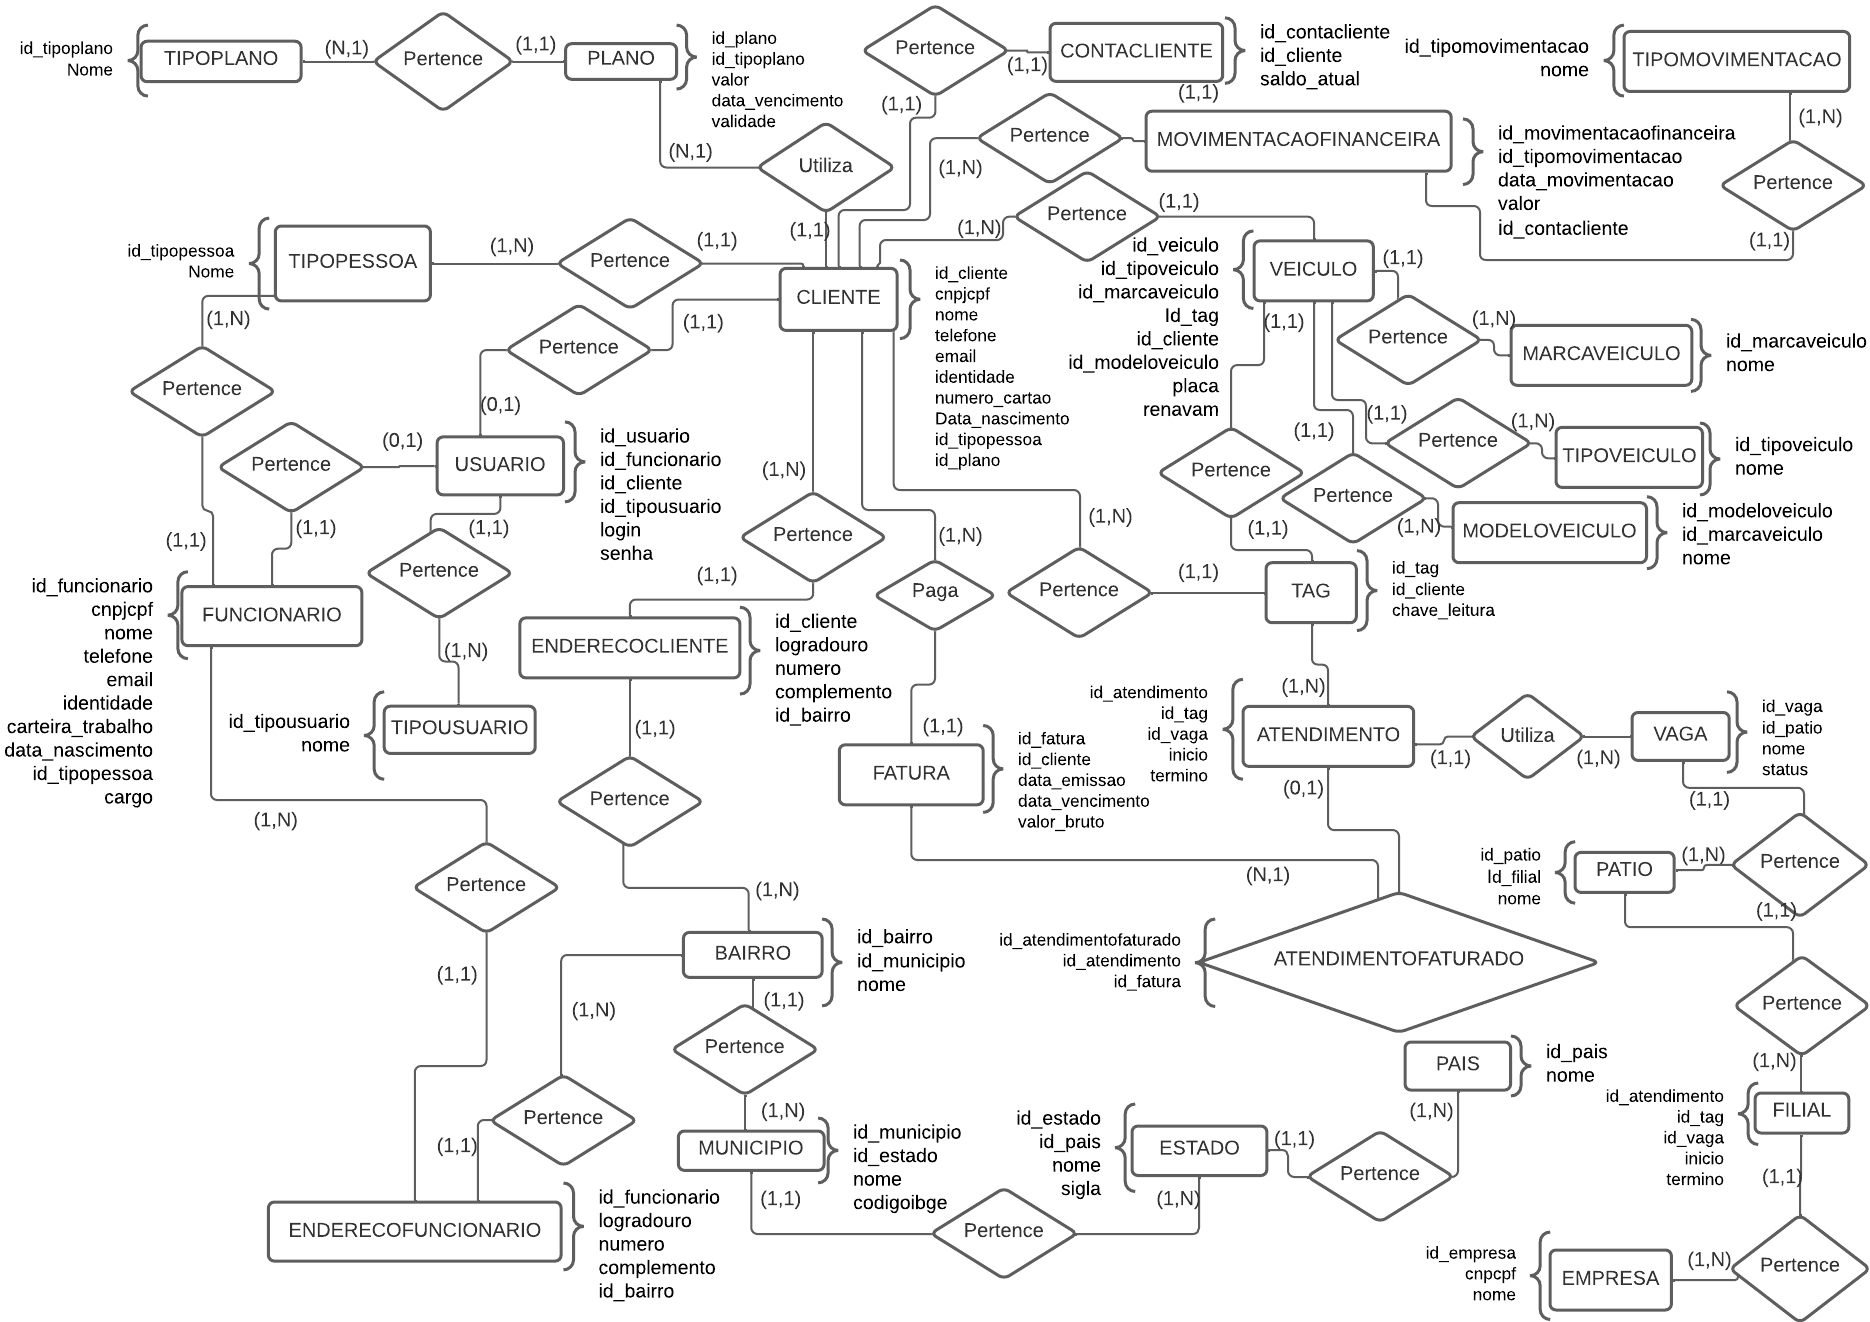 id_tipoplano
Nome
TIPOPLANO
(N,1)
Pertence
(1,1)
PLANO
id_plano
id_tipoplano
valor
data_vencimento
validade
(N,1)
Utiliza
(1,1)
Pertence
(1,1)
(1,1)
CONTACLIENTE
id_contacliente
id_cliente
saldo_atual
(1,1)
id_tipomovimentacao
nome
TIPOMOVIMENTACAO
(1,N)
Pertence
(1,1)
Pertence
(1,N)
MOVIMENTACAOFINANCEIRA
id_movimentacaofinanceira
id_tipomovimentacao
data_movimentacao
valor
id_contacliente
Pertence
(1,N)
(1,1)
id_tipopessoa
Nome
TIPOPESSOA
(1,N)
Pertence
(1,1)
CLIENTE
id_cliente
cnpjcpf
nome
telefone
email
identidade
numero_cartao
Data_nascimento
id_tipopessoa
id_plano
id_veiculo
id_tipoveiculo
id_marcaveiculo
Id_tag
id_cliente
id_modeloveiculo
placa
renavam
VEICULO
(1,1)
(1,1)
Pertence
(1,N)
MARCAVEICULO
id_marcaveiculo
nome
(1,1)
Pertence
(1,N)
TIPOVEICULO
id_tipoveiculo
nome
(1,1)
Pertence
(1,N)
MODELOVEICULO
id_modeloveiculo
id_marcaveiculo
nome
Pertence
(1,1)
(1,N)
Pertence
(1,1)
Pertence
(1,1)
(0,1)
Pertence
(0,1)
(1,1)
USUARIO
id_usuario
id_funcionario
id_cliente
id_tipousuario
login
senha
(1,1)
Pertence
(1,N)
id_tipousuario
nome
TIPOUSUARIO
id_funcionario
cnpjcpf
nome
telefone
email
identidade
carteira_trabalho
data_nascimento
id_tipopessoa
cargo
FUNCIONARIO
(1,N)
Pertence
(1,1)
(1,N)
Pertence
(1,1)
ENDERECOCLIENTE
id_cliente
logradouro
numero
complemento
id_bairro
(1,1)
Pertence
(1,N)
(1,N)
Paga
(1,1)
FATURA
id_fatura
id_cliente
data_emissao
data_vencimento
valor_bruto
(N,1)
(1,N)
Pertence
(1,1)
TAG
id_tag
id_cliente
chave_leitura
(1,N)
id_atendimento
id_tag
id_vaga
inicio
termino
ATENDIMENTO
(0,1)
(1,1)
Utiliza
(1,N)
VAGA
id_vaga
id_patio
nome
status
(1,1)
Pertence
(1,N)
id_patio
Id_filial
nome
PATIO
(1,1)
Pertence
(1,N)
id_atendimentofaturado
id_atendimento
id_fatura
ATENDIMENTOFATURADO
BAIRRO
id_bairro
id_municipio
nome
(1,N)
Pertence
(1,1)
(1,1)
Pertence
(1,N)
MUNICIPIO
id_municipio
id_estado
nome
codigoibge
(1,1)
Pertence
(1,N)
id_estado
id_pais
nome
sigla
ESTADO
(1,1)
Pertence
(1,N)
PAIS
id_pais
nome
id_atendimento
id_tag
id_vaga
inicio
termino
FILIAL
(1,1)
Pertence
(1,N)
id_empresa
cnpcpf
nome
EMPRESA
ENDERECOFUNCIONARIO
id_funcionario
logradouro
numero
complemento
id_bairro